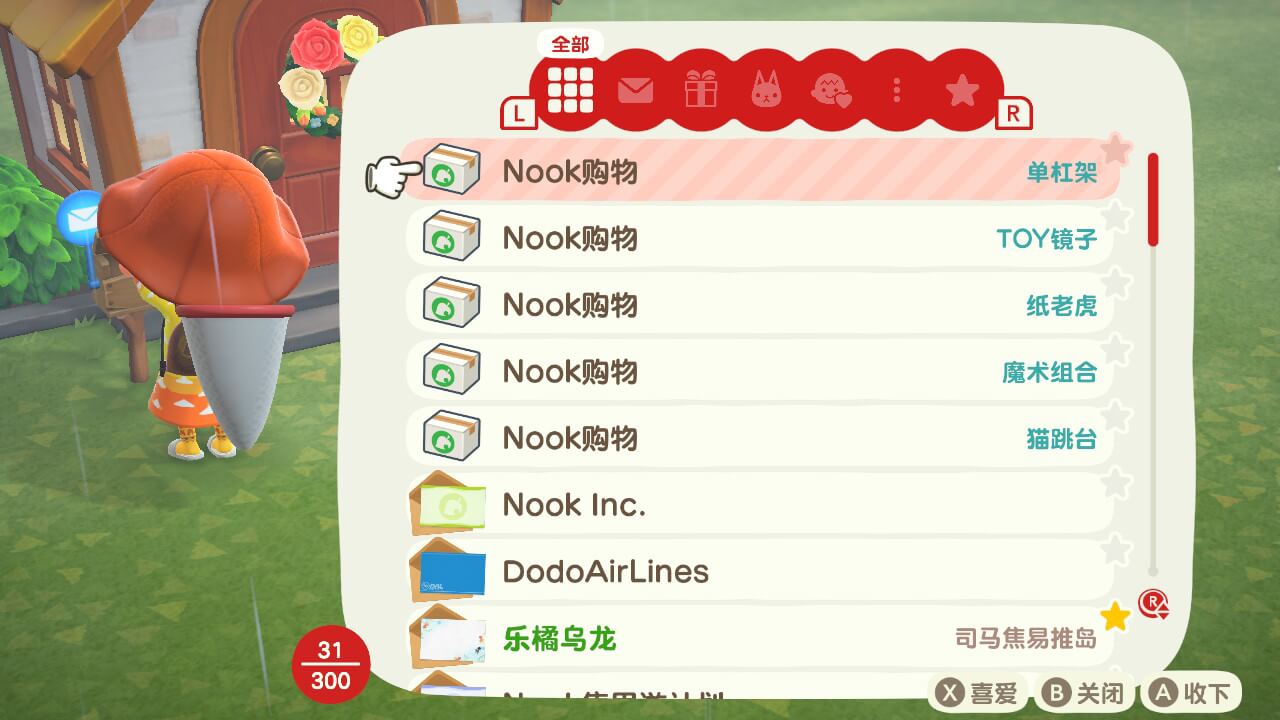 全部
L
R
Nook购物 单杠架
Nook购物 TOY镜子
Nook购物 纸老虎
Nook购物 魔术组合
Nook购物 猫跳台
Nook Inc.
DodoAirLines
乐橘乌龙 司马焦易推岛
R
31
300
X 喜爱 B 关闭 A 收下